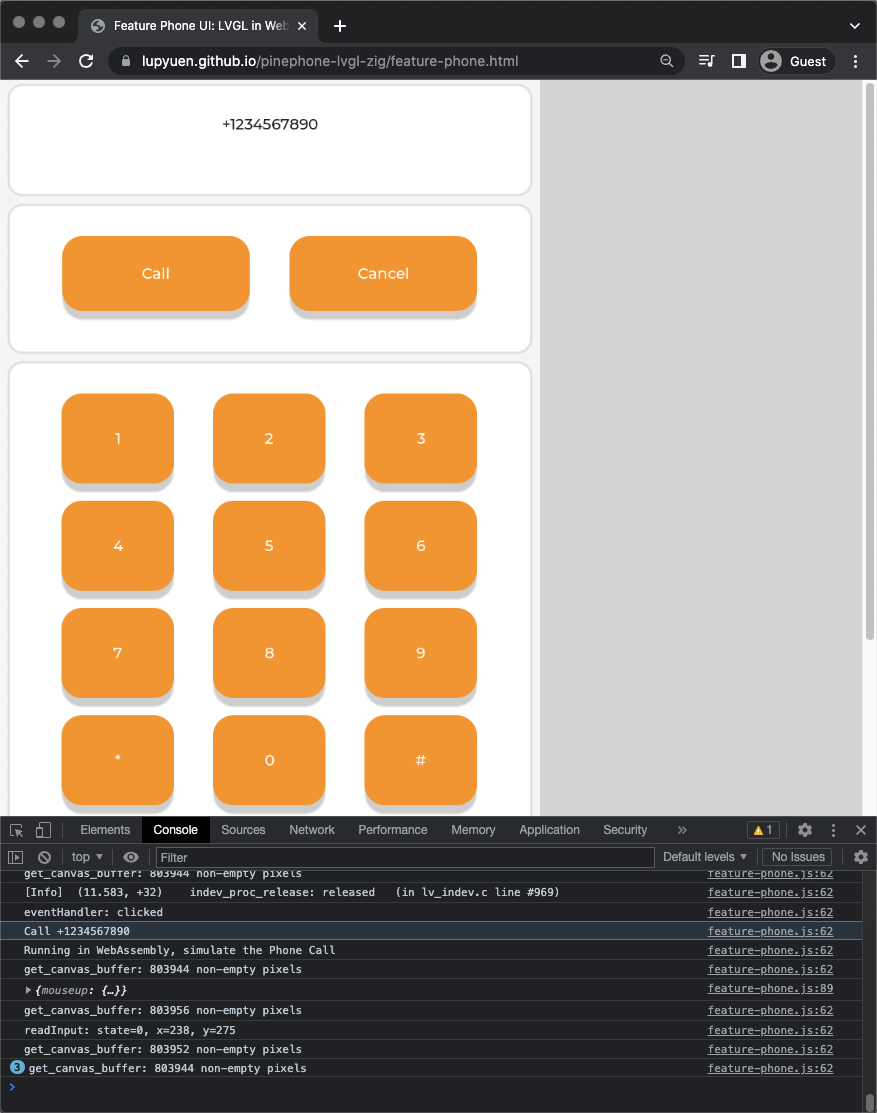 Feature Phone UI: LVGL in Web
lupyuen.github.io/pinephone-lvgl-zig/feature-phone.html
Guest
+1234567890
Call Cancel
1 2 3
4 5 6
7 8 9
* 0 #
Elements Console Sources Network Performance Memory Application Security » 1
top ▼ Filter Default levels ▼ No Issues
get_canvas_buffer: 803944 non-empty pixels feature-phone.js:62
[Info] (11.583, +32) indev_proc_release: released (in lv_indev.c line #969) feature-phone.js:62
eventHandler: clicked feature-phone.js:62
Call +1234567890 feature-phone.js:62
Running in WebAssembly, simulate the Phone Call feature-phone.js:62
get_canvas_buffer: 803944 non-empty pixels feature-phone.js:62
▶ {mouseup: {…}} feature-phone.js:89
get_canvas_buffer: 803956 non-empty pixels feature-phone.js:62
readInput: state=0, x=238, y=275 feature-phone.js:62
get_canvas_buffer: 803952 non-empty pixels feature-phone.js:62
3 get_canvas_buffer: 803944 non-empty pixels feature-phone.js:62